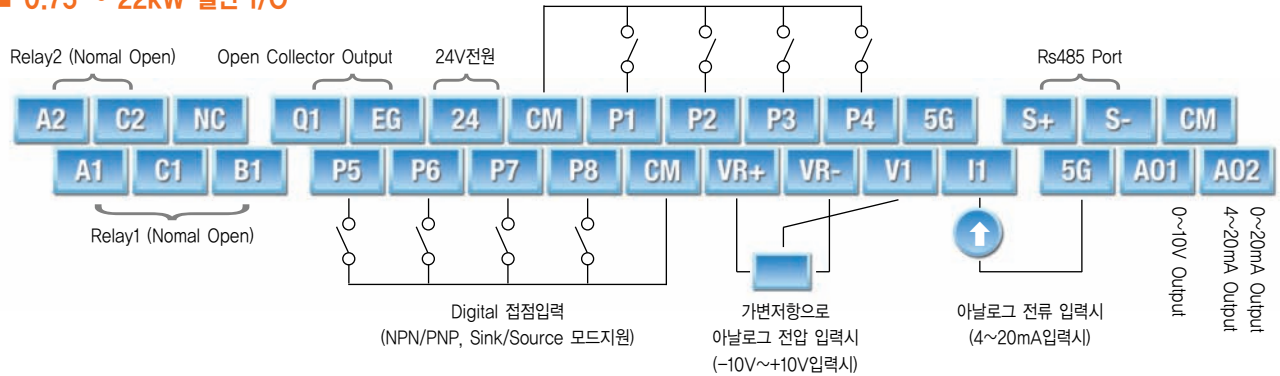 ■ 0.75 ~ 22kW
Relay2 (Nomal Open) Open Collector Output 24V전원 Rs485 Port
A2 C2 NC Q1 EG 24 CM P1 P2 P3 P4 5G S+ S- CM
A1 C1 B1 P5 P6 P7 P8 CM VR+ VR- V1 I1 5G AO1 AO2
Relay1 (Nomal Open)
Digital 접점입력
(NPN/PNP, Sink/Source 모드지원)
가변저항으로
아날로그 전압 입력시
(-10V~+10V입력시)
아날로그 전류 입력시
(4~20mA입력시)
0~10V Output
0~20mA Output
4~20mA Output